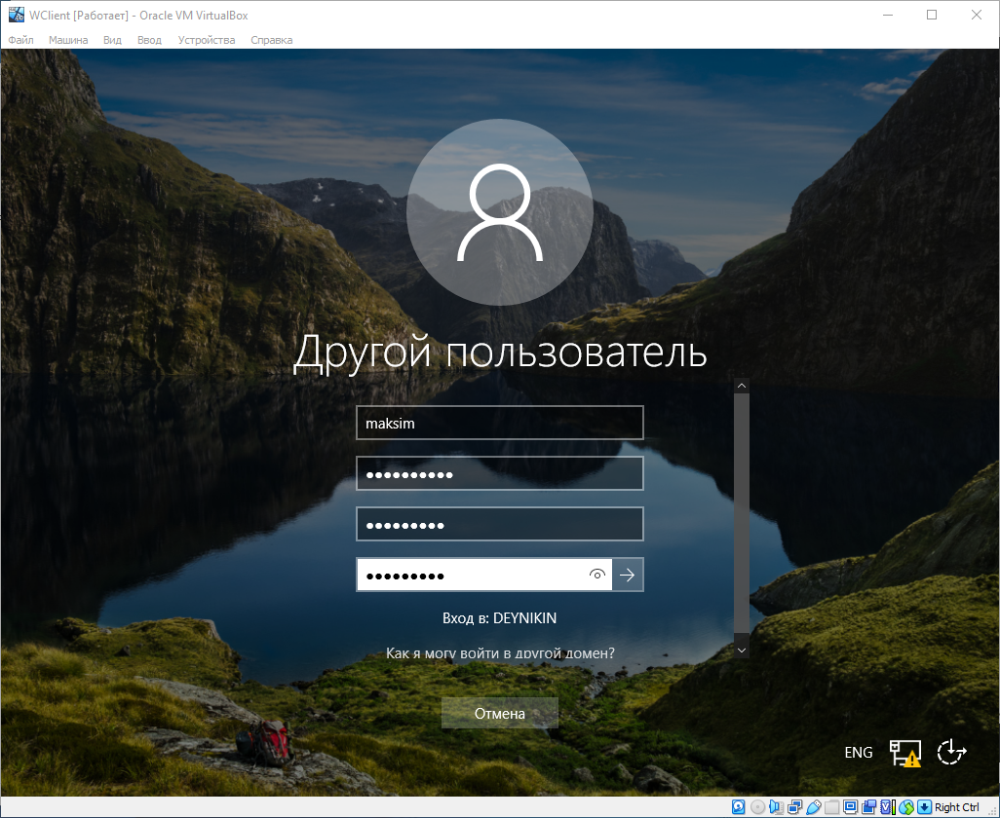 WClient [Работает] - Oracle VM VirtualBox
Файл Машина Вид Ввод Устройства Справка
Другой пользователь
maksim
Вход в: DEYNIKIN
Как я могу войти в другой домен?
Отмена
ENG
Right Ctrl